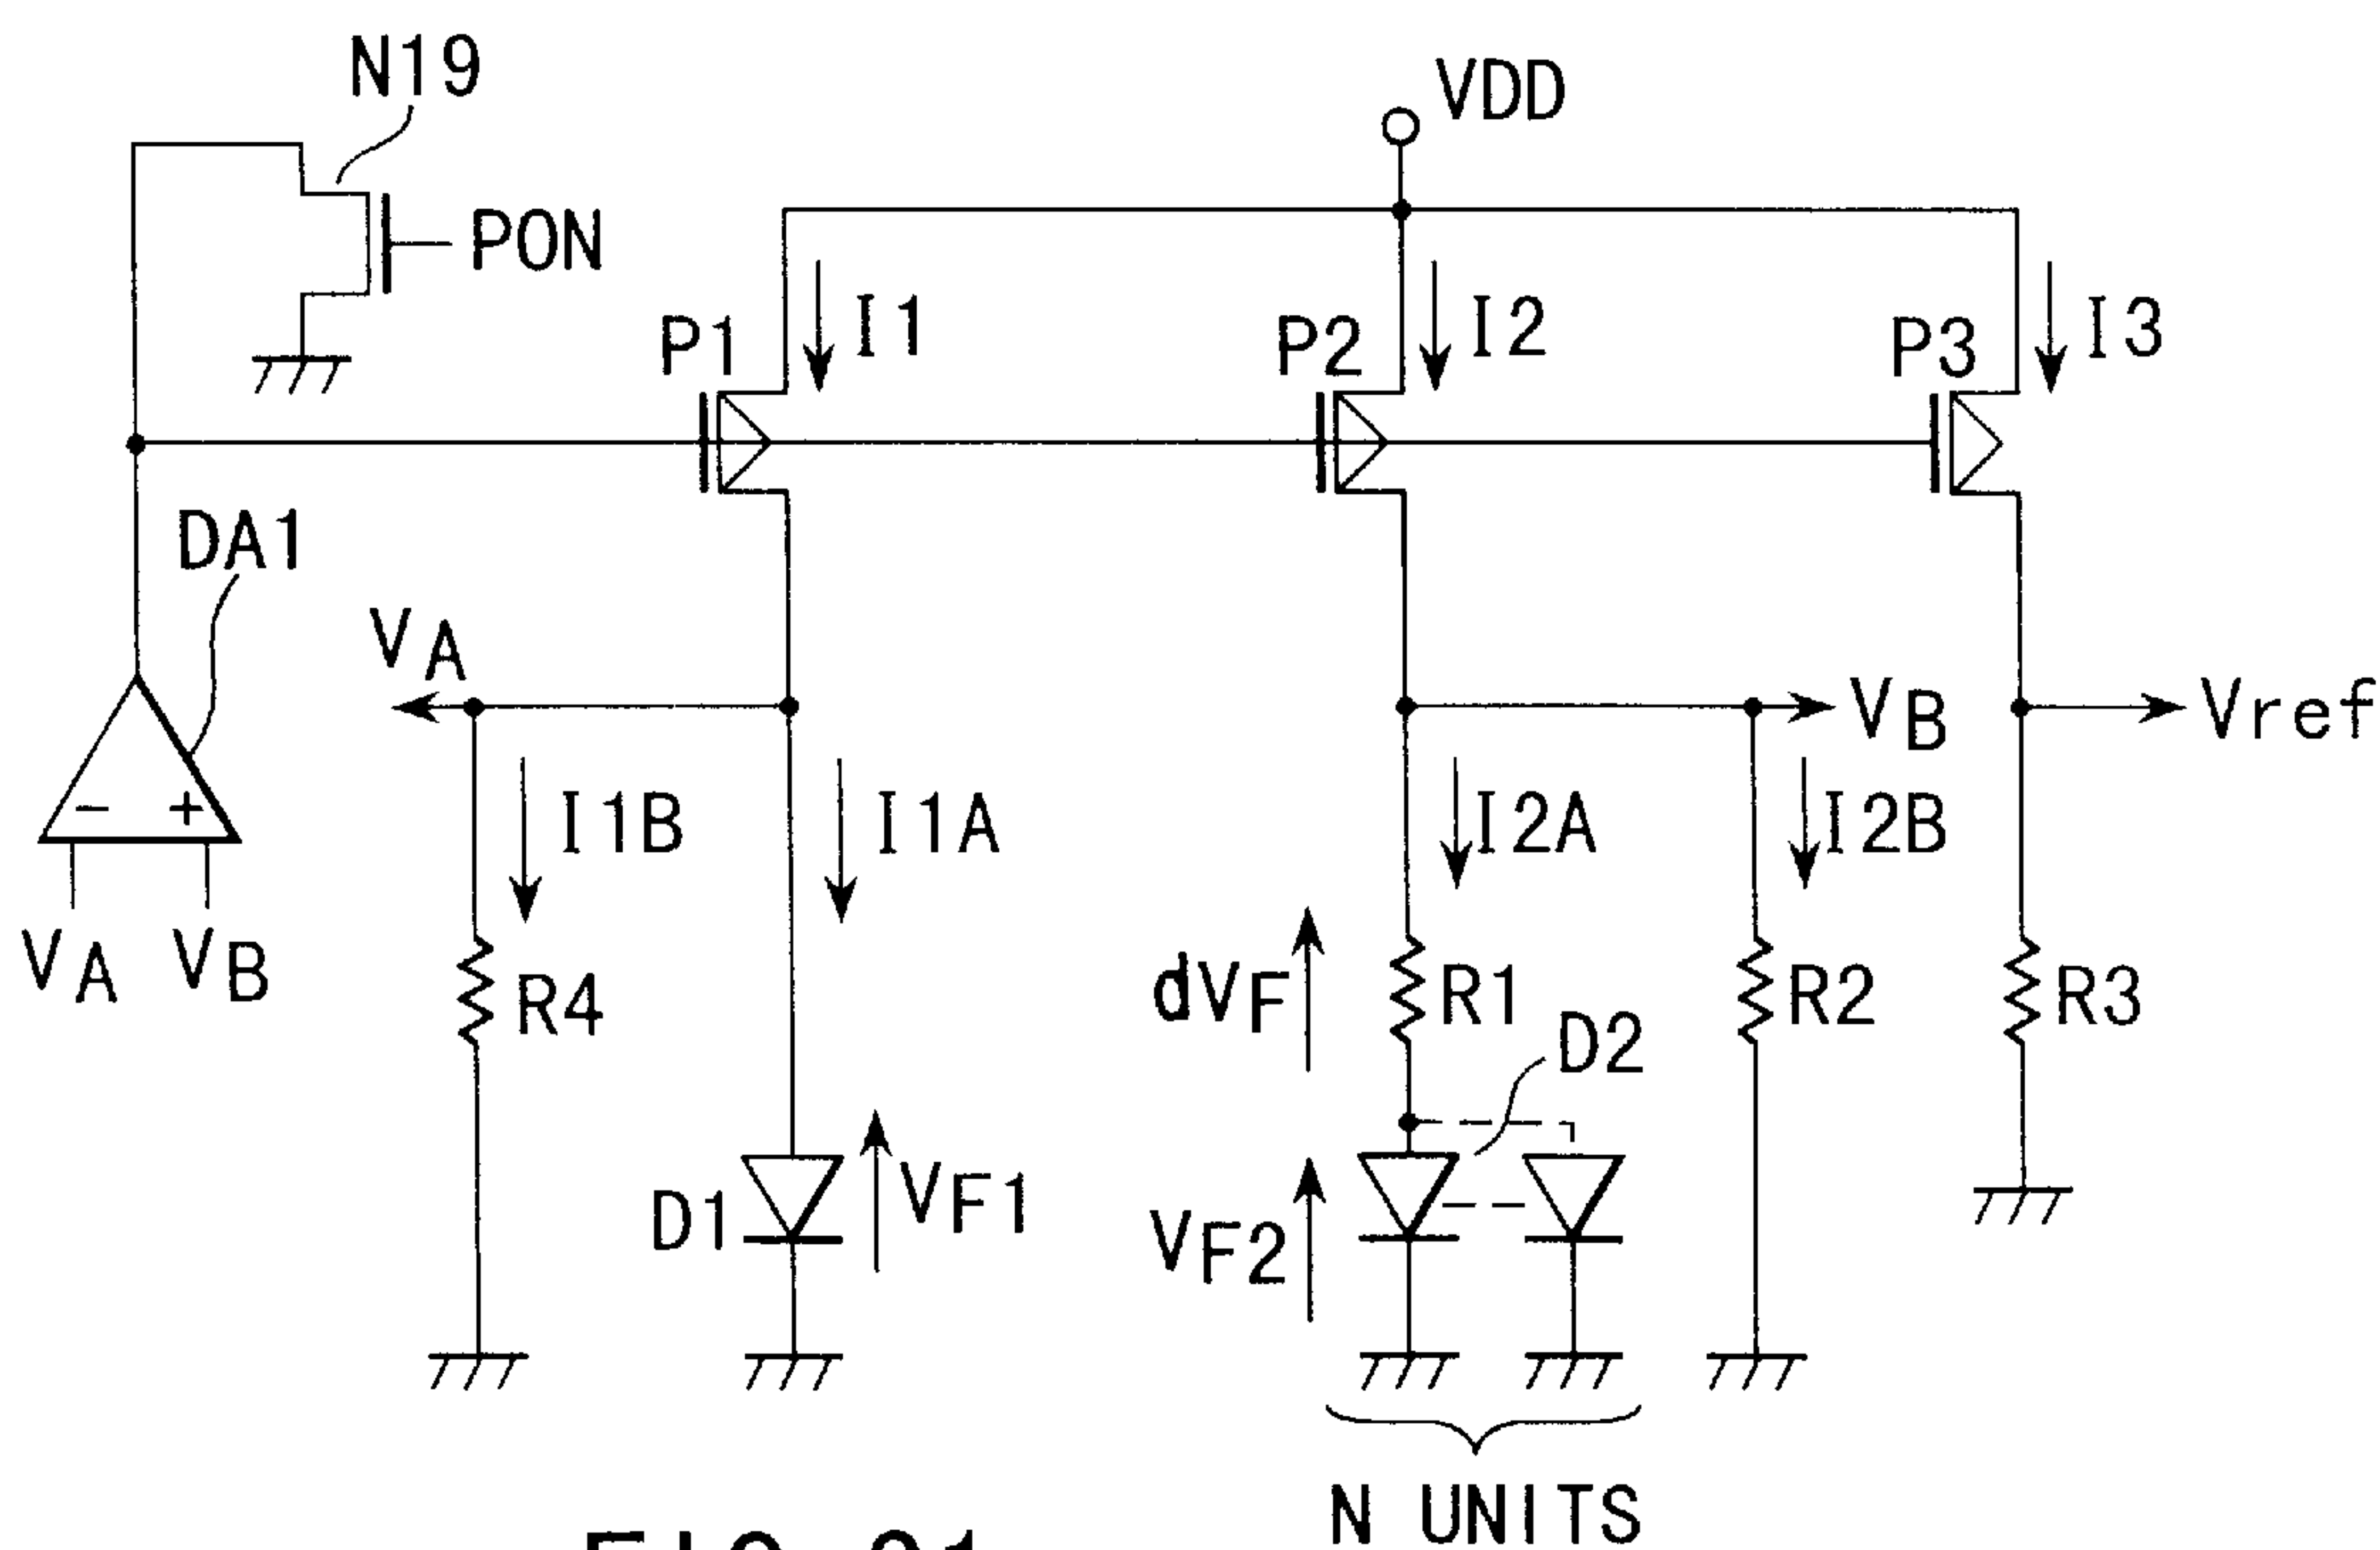 N19
VDD
PON
P1
I1
P2
I2
P3
I3
DA1
VA
VB
Vref
I1B
I1A
I2A
I2B
- +
VA VB
R4
dVF
R1
R2
R3
D2
D1
VF1
VF2
N UNITS